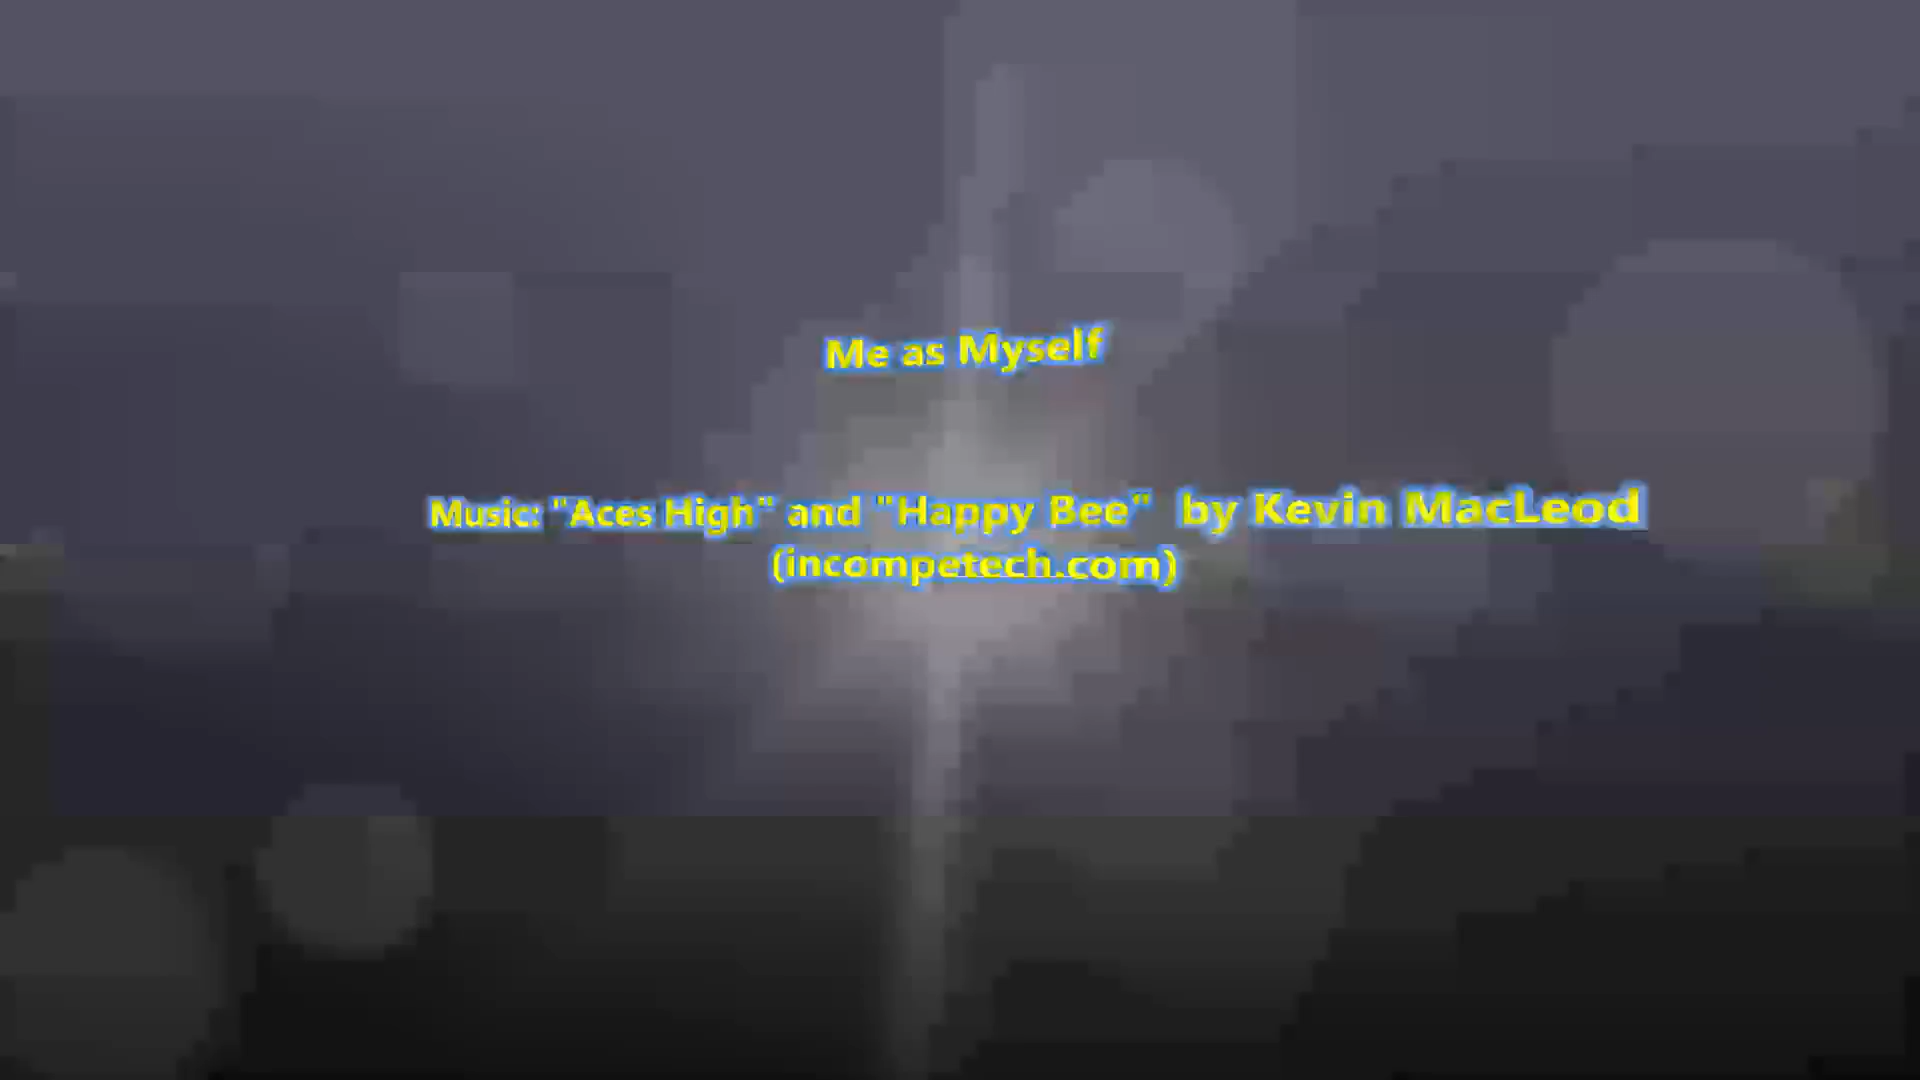 Me as Myself
Music: "Aces High" and "Happy Bee" by Kevin MacLeod
(incompetech.com)